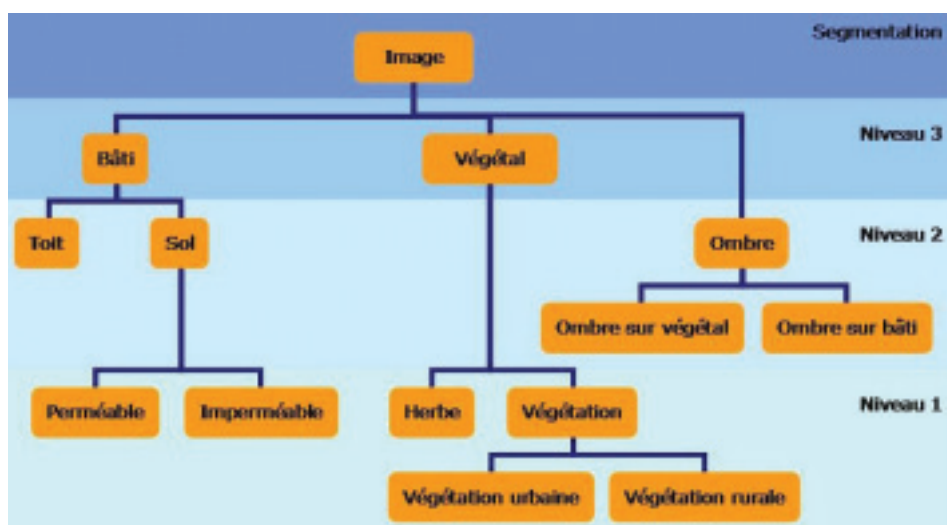 Segmentation
Image
Niveau 3
Bâti
Végétal
Toit
Sol
Ombre
Niveau 2
Ombre sur végétal
Ombre sur bâti
Perméable
Imperméable
Herbe
Végétation
Niveau 1
Végétation urbaine
Végétation rurale